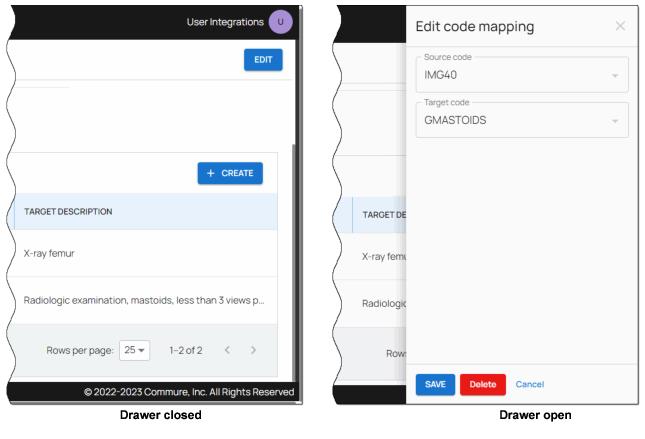 User Integrations U
EDIT
+ CREATE
TARGET DESCRIPTION
X-ray femur
Radiologic examination, mastoids, less than 3 views p...
Rows per page: 25 1-2 of 2
© 2022-2023 Commure, Inc. All Rights Reserved
Drawer closed
Edit code mapping
Source code
IMG40
Target code
GMASTOIDS
TARGET DE
X-ray femu
Radiologic
Rows
SAVE Delete Cancel
Drawer open